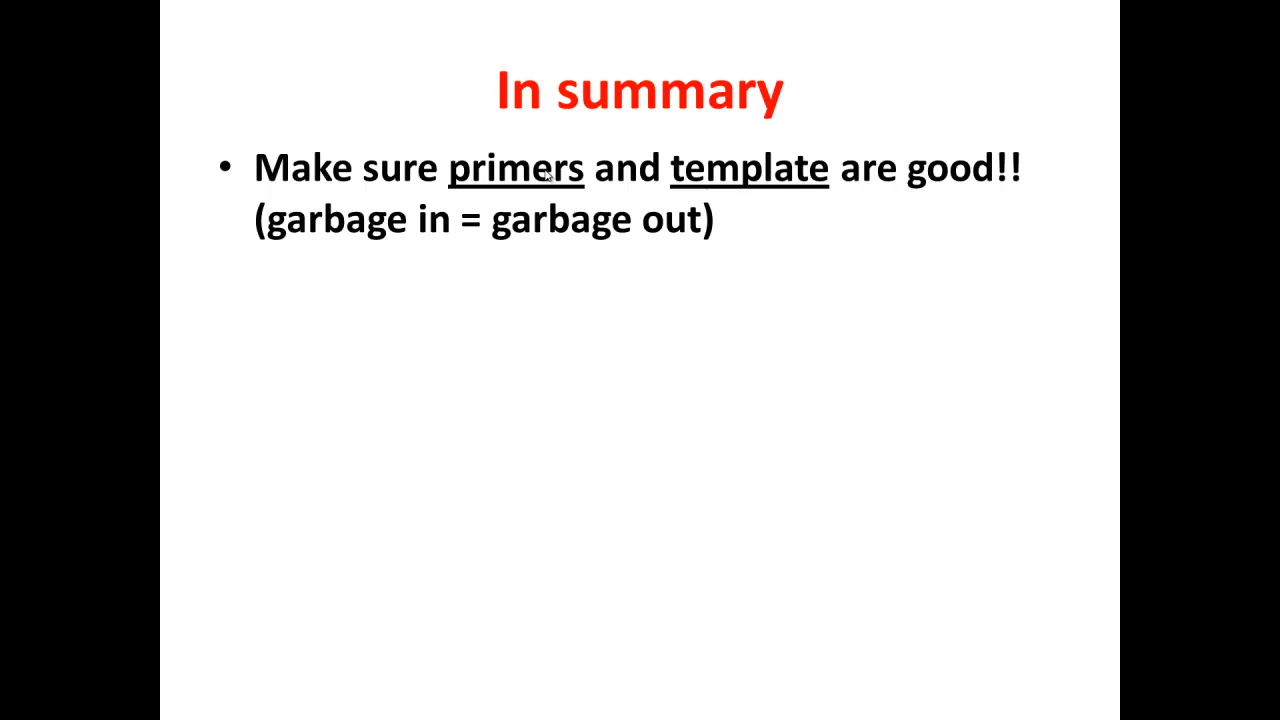 In summary
• Make sure primers and template are good!!
(garbage in = garbage out)